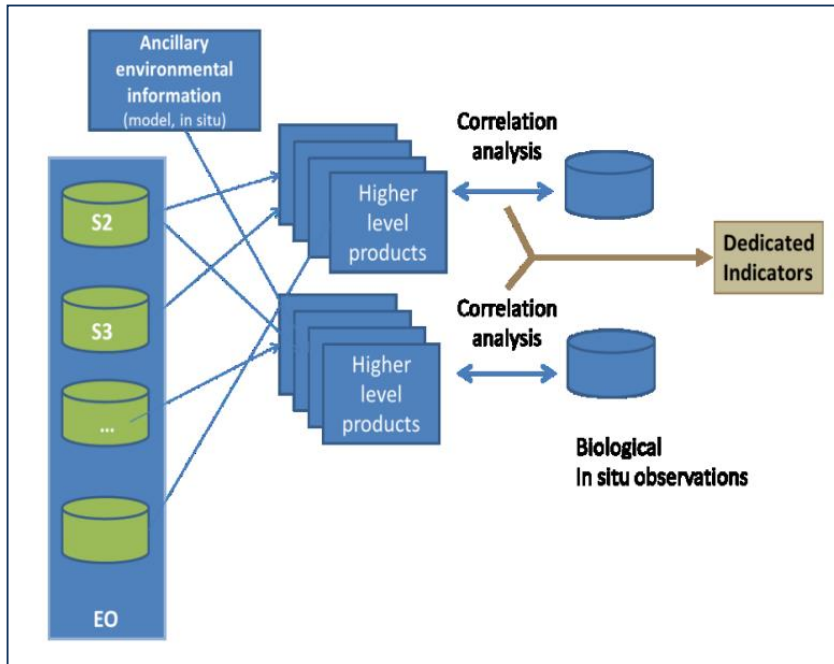 Ancillary
environmental
information
(model, in situ)
S2
S3
...
EO
Higher
level
products
Higher
level
products
Correlation
analysis
Correlation
analysis
Biological
In situ observations
Dedicated
Indicators